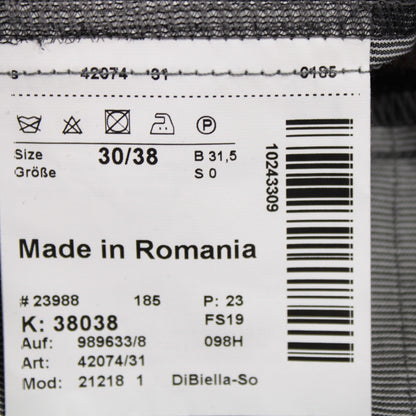 s 42074 31 0185
P
Size 30/38 B 31,5
Größe S 0
10243309
Made in Romania
# 23988 185 P: 23
K: 38038 FS19
Auf: 989633/8 098H
Art: 42074/31
Mod: 21218 1 DiBiella-So